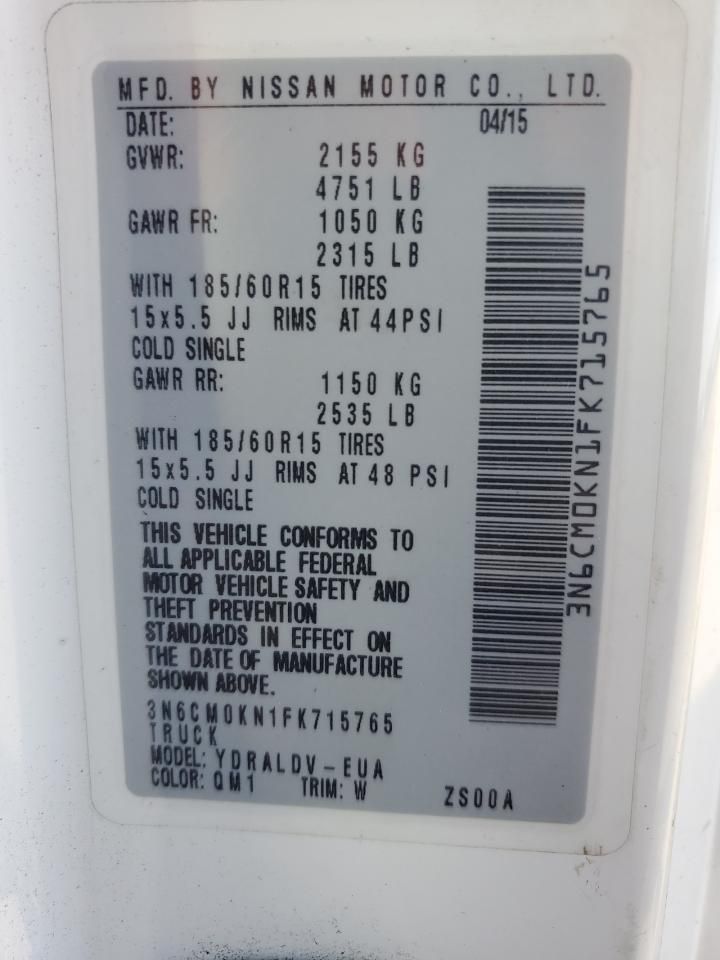 MFD. BY NISSAN MOTOR CO., LTD.
DATE: 04/15
GVWR: 2155 KG
4751 LB
GAWR FR: 1050 KG
2315 LB
WITH 185/60R15 TIRES
15x5.5 JJ RIMS AT 44PSI
COLD SINGLE
GAWR RR: 1150 KG
2535 LB
WITH 185/60R15 TIRES
15x5.5 JJ RIMS AT 48 PSI
COLD SINGLE
THIS VEHICLE CONFORMS TO
ALL APPLICABLE FEDERAL
MOTOR VEHICLE SAFETY AND
THEFT PREVENTION
STANDARDS IN EFFECT ON
THE DATE OF MANUFACTURE
SHOWN ABOVE.
3N6CM0KN1FK715765
TRUCK
MODEL: YDRALDV-EUA
COLOR: QM1 TRIM: W ZS00A
3N6CM0KN1FK715765